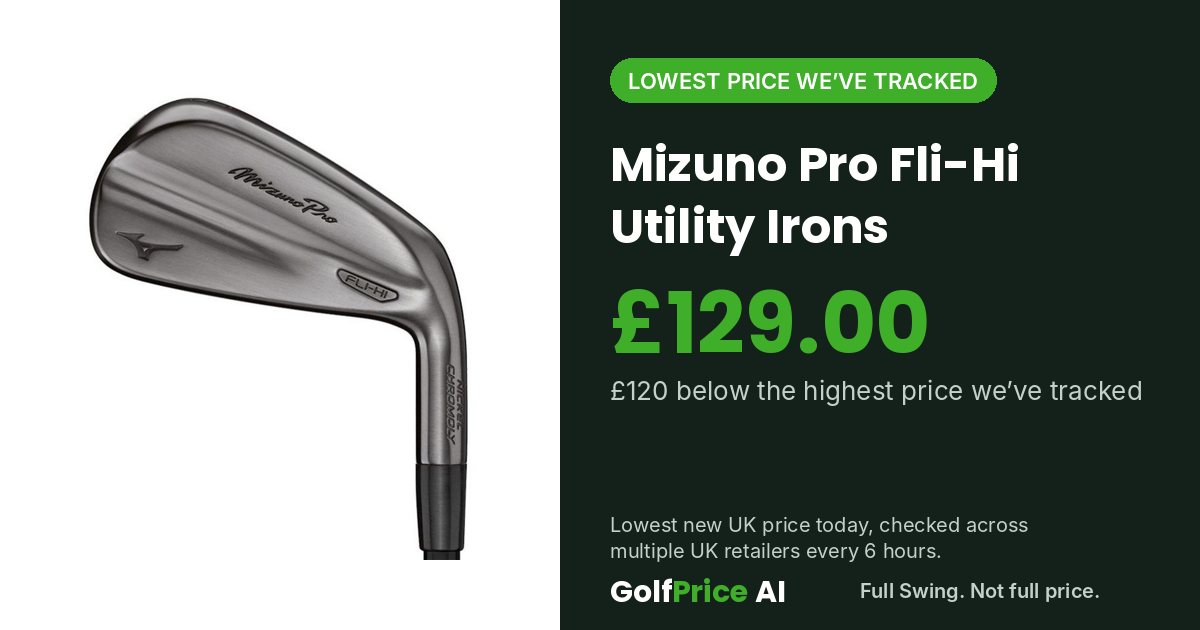 Mizuno Pro
FLI-HI
NICKEL
CHROMOLY
LOWEST PRICE WE’VE TRACKED
Mizuno Pro Fli-Hi
Utility Irons
£129.00
£120 below the highest price we’ve tracked
Lowest new UK price today, checked across
multiple UK retailers every 6 hours.
GolfPrice AI
Full Swing. Not full price.